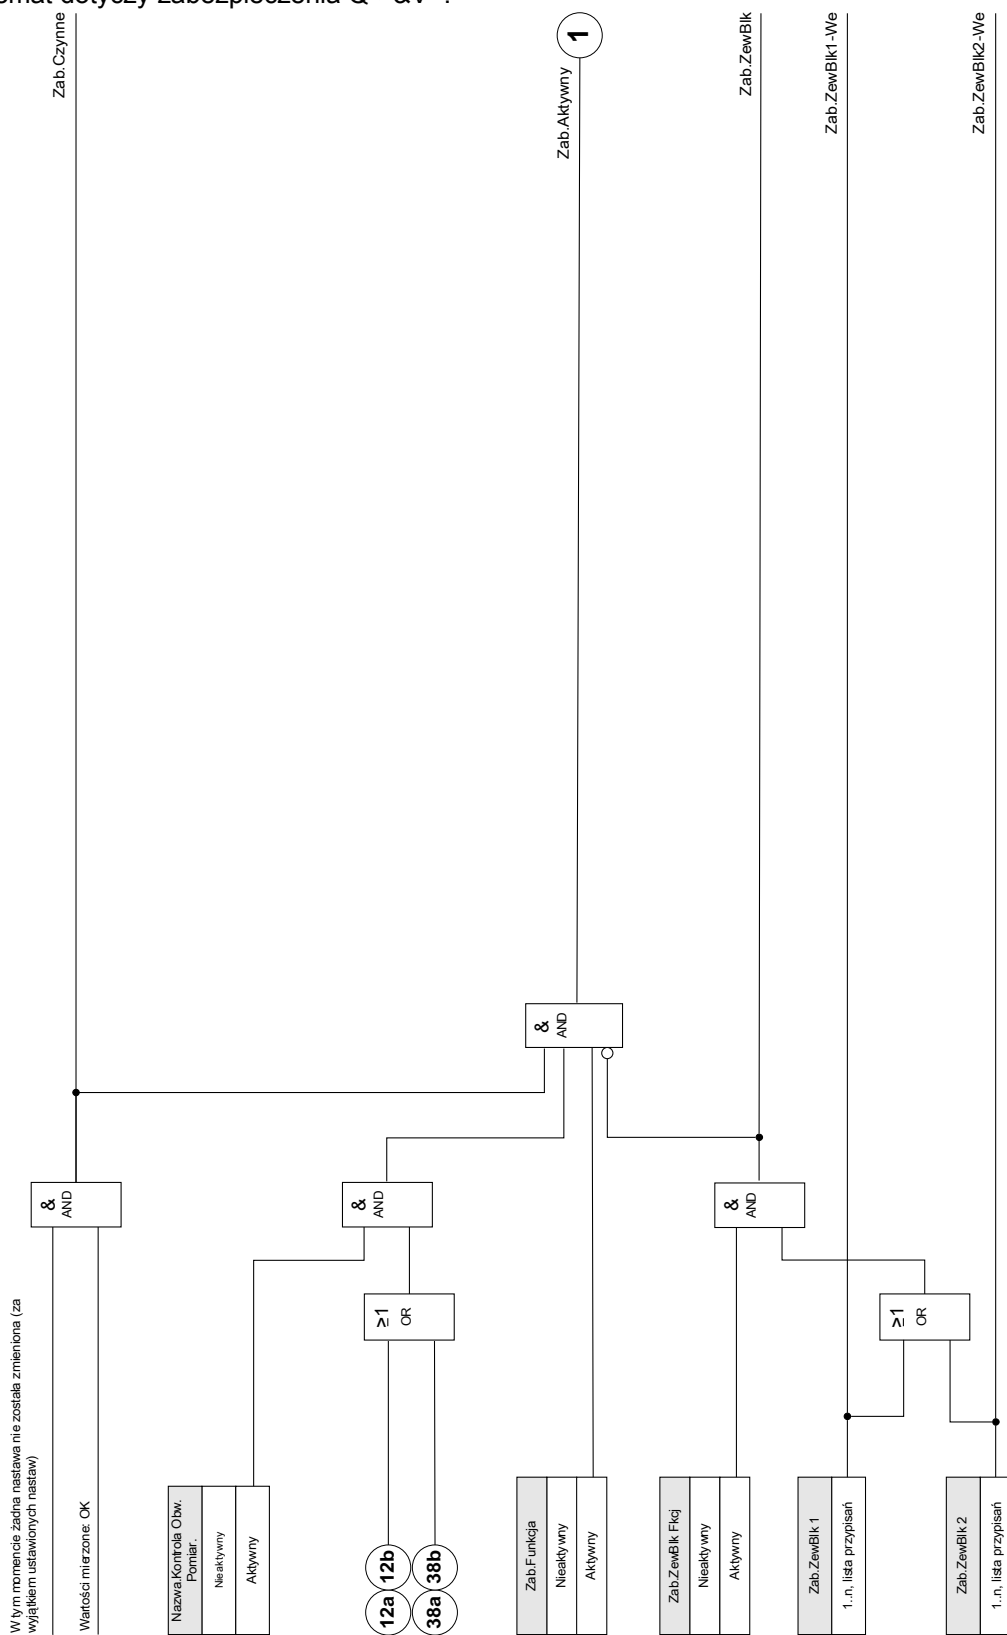 W tym momencie żadna nastawa nie została zmieniona (za
wyjątkiem ustawionych nastaw)
Wartości mierzone: OK
&
AND
Zab.Czynne
Nazwa.Kontrola Obw.
Pomiar.
Nieaktywny
Aktywny
12a 12b
38a 38b
≥1
OR
&
AND
Zab.Funkcja
Nieaktywny
Aktywny
&
AND
Zab.Aktywny
1
Zab.ZewBlk Fkcj
Nieaktywny
Aktywny
&
AND
Zab.ZewBlk
Zab.ZewBlk 1
1..n, lista przypisań
Zab.ZewBlk1-We
≥1
OR
Zab.ZewBlk 2
1..n, lista przypisań
Zab.ZewBlk2-We